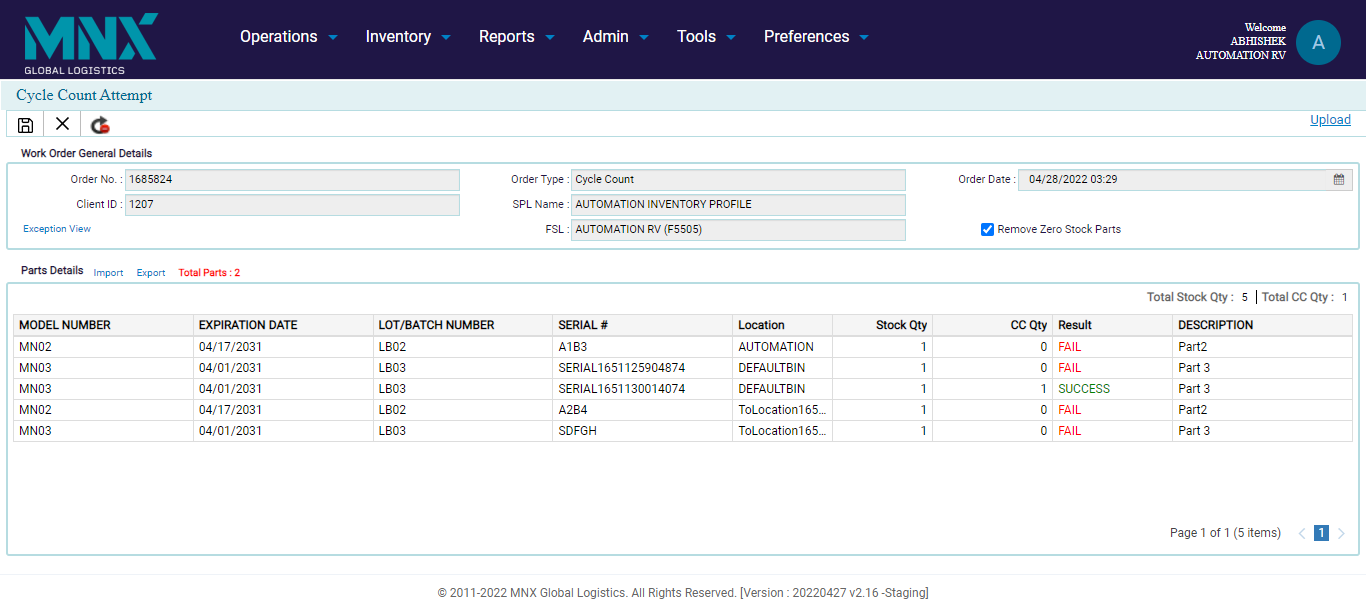 MNX
GLOBAL LOGISTICS
Operations Inventory Reports Admin Tools Preferences
Welcome
ABHISHEK
AUTOMATION RV
A
Cycle Count Attempt
Upload
Work Order General Details
Order No. : 1685824 Order Type : Cycle Count Order Date : 04/28/2022 03:29
Client ID : 1207 SPL Name : AUTOMATION INVENTORY PROFILE
Exception View FSL : AUTOMATION RV (F5505) Remove Zero Stock Parts
Parts Details Import Export Total Parts : 2
Total Stock Qty : 5 Total CC Qty : 1
MODEL NUMBER EXPIRATION DATE LOT/BATCH NUMBER SERIAL # Location Stock Qty CC Qty Result DESCRIPTION
MN02 04/17/2031 LB02 A1B3 AUTOMATION 1 0 FAIL Part2
MN03 04/01/2031 LB03 SERIAL1651125904874 DEFAULTBIN 1 0 FAIL Part 3
MN03 04/01/2031 LB03 SERIAL1651130014074 DEFAULTBIN 1 1 SUCCESS Part 3
MN02 04/17/2031 LB02 A2B4 ToLocation165... 1 0 FAIL Part2
MN03 04/01/2031 LB03 SDFGH ToLocation165... 1 0 FAIL Part 3
Page 1 of 1 (5 items) 1
© 2011-2022 MNX Global Logistics. All Rights Reserved. [Version : 20220427 v2.16 -Staging]